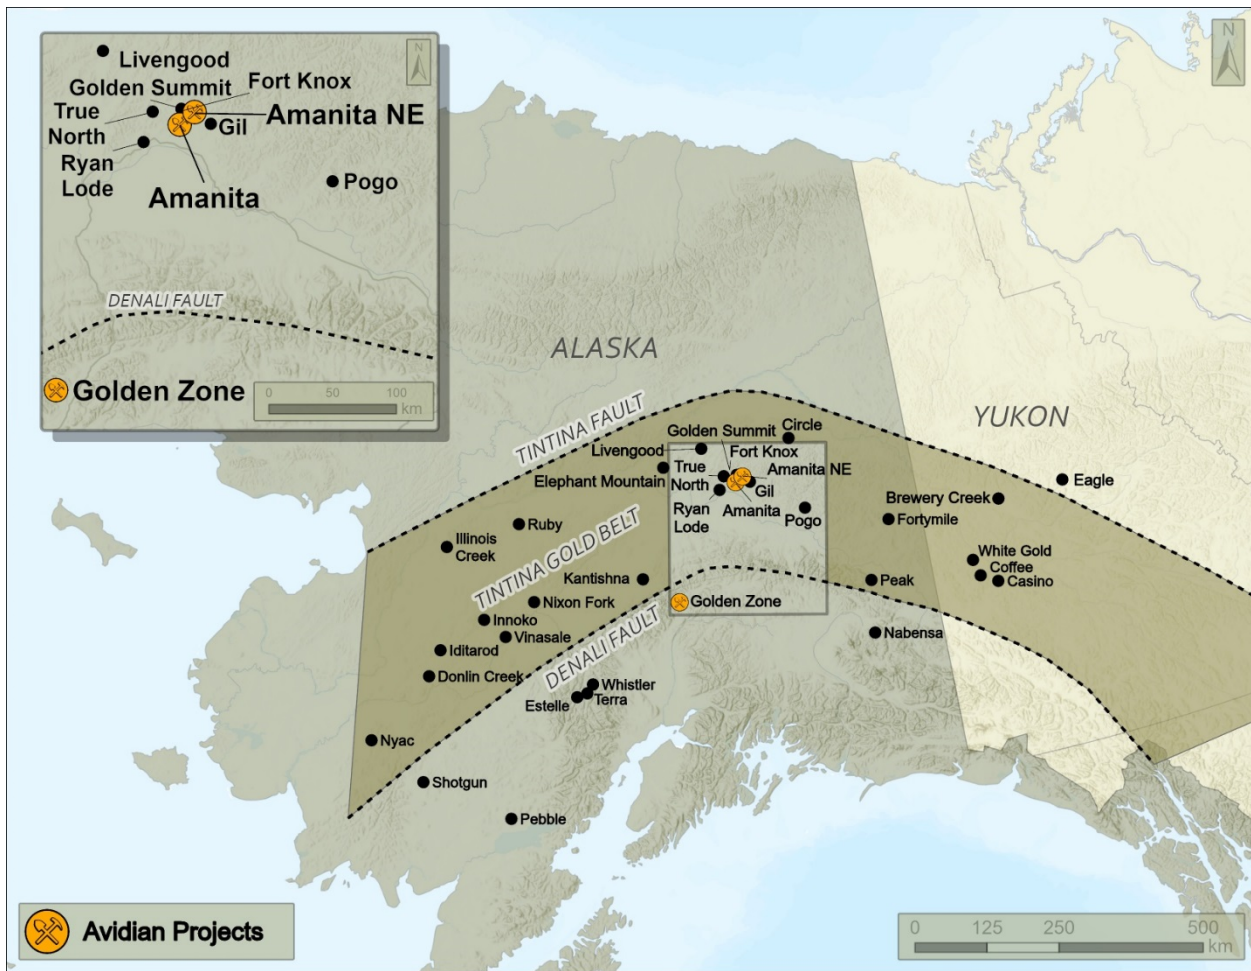 N
Livengood
Golden Summit
Fort Knox
True
North
Amanita NE
Gil
Ryan
Lode
Amanita
Pogo
DENALI FAULT
Golden Zone
0 50 100
km
N
ALASKA
YUKON
TINTINA FAULT
TINTINA GOLD BELT
DENALI FAULT
Circle
Golden Summit
Livengood
Fort Knox
True
North
Amanita NE
Elephant Mountain
Gil
Ryan
Lode
Amanita
Pogo
Eagle
Brewery Creek
Fortymile
Ruby
Illinois
Creek
White Gold
Coffee
Casino
Kantishna
Peak
Nixon Fork
Golden Zone
Innoko
Vinasale
Nabensa
Iditarod
Donlin Creek
Whistler
Terra
Estelle
Nyac
Shotgun
Pebble
Avidian Projects
0 125 250 500
km